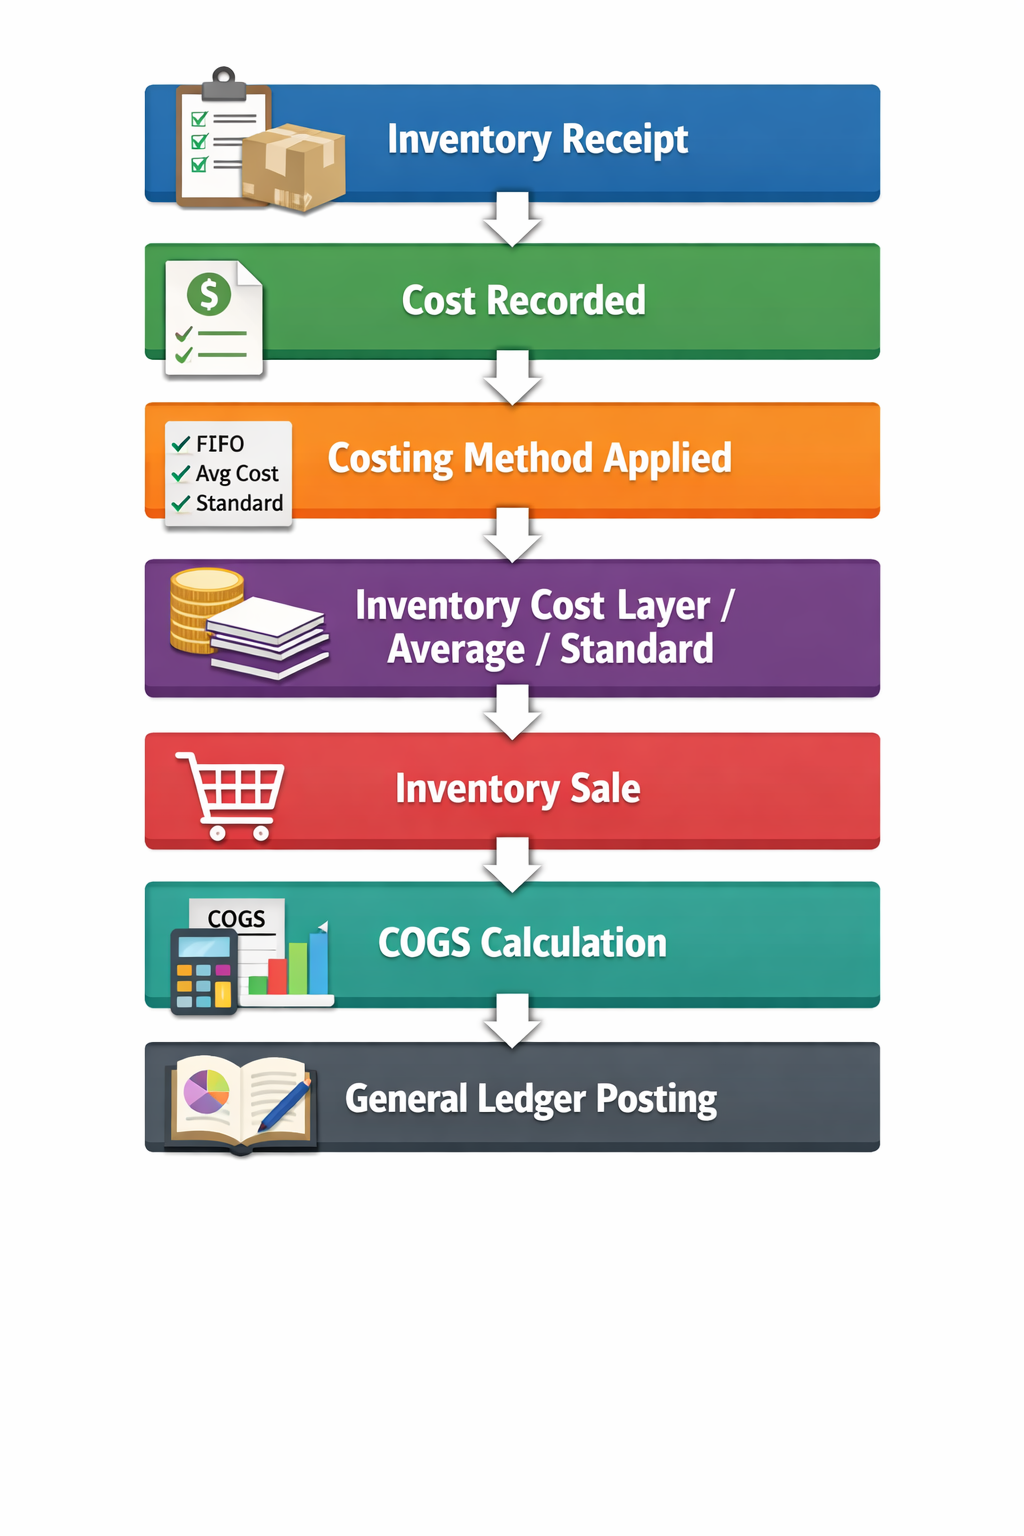 Inventory Receipt
$
Cost Recorded
FIFO
Avg Cost
Standard
Costing Method Applied
Inventory Cost Layer /
Average / Standard
Inventory Sale
COGS
COGS Calculation
General Ledger Posting